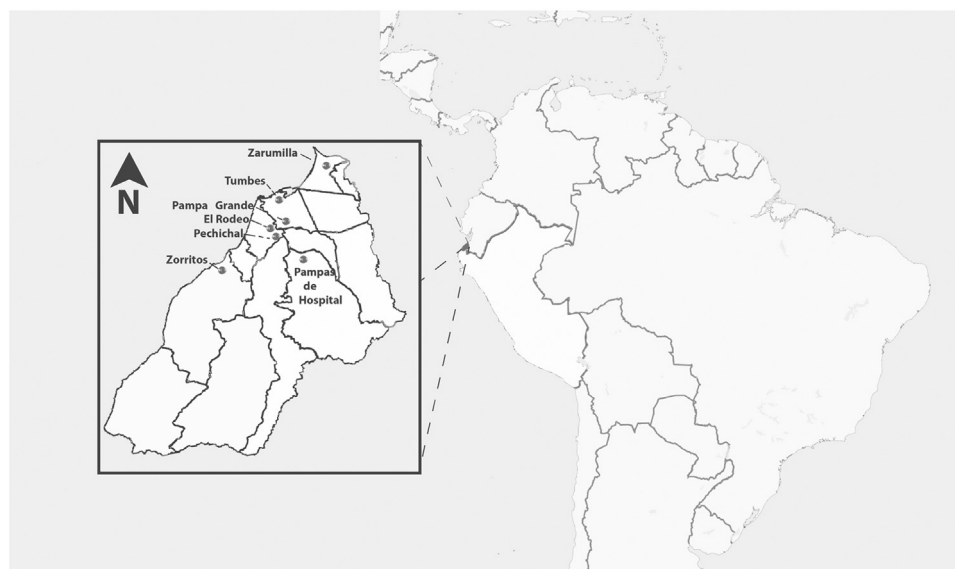 Zarumilla
Tumbes
Pampa Grande
El Rodeo
Pechichal
Zorritos
Pampas
de
Hospital
N